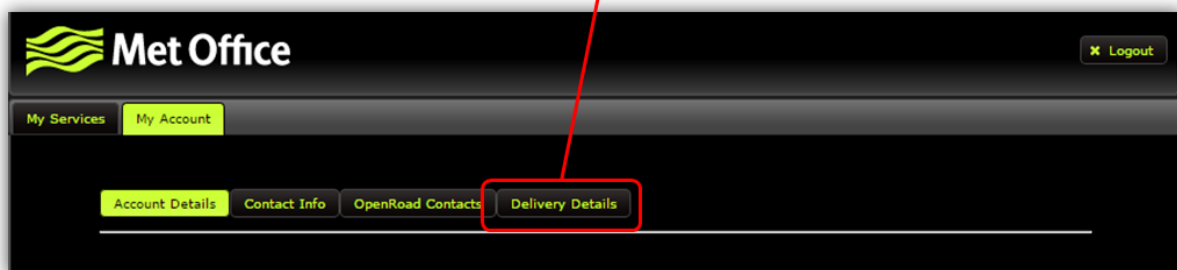 Met Office
✖ Logout
My Services My Account
Account Details Contact Info OpenRoad Contacts Delivery Details